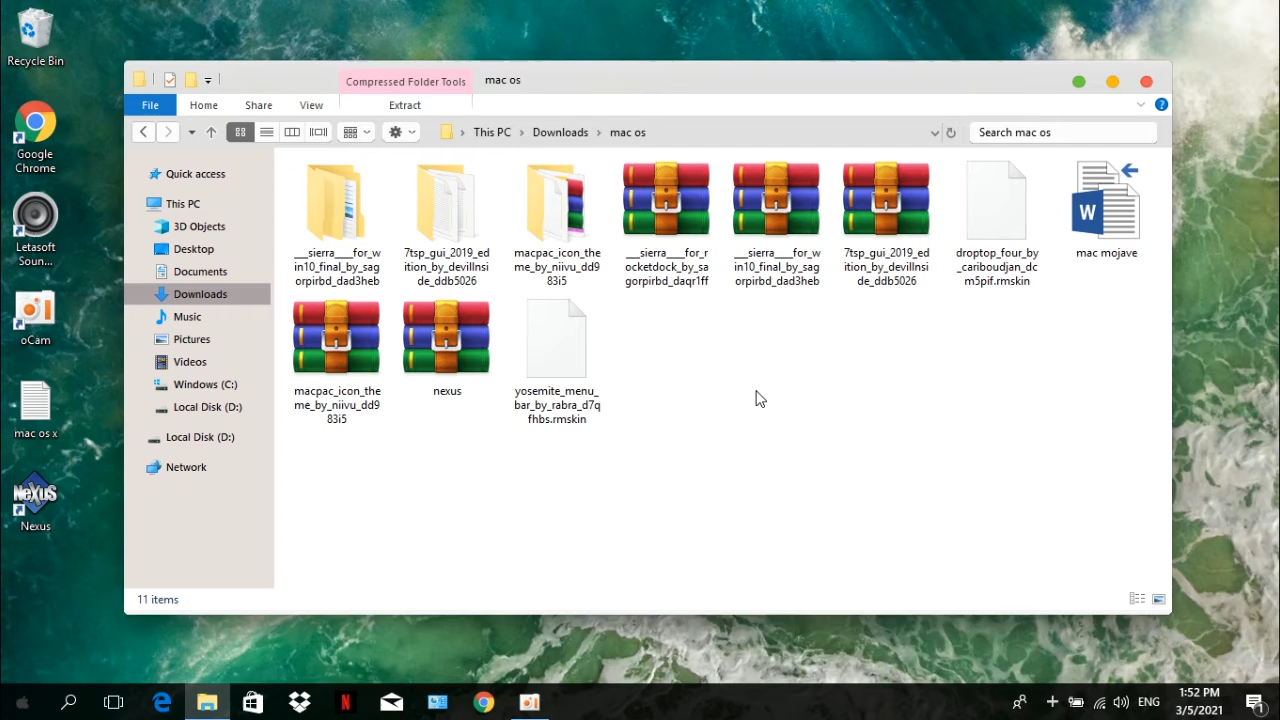 Recycle Bin
Google
Chrome
Letasoft
Soun...
oCam
mac os x
NeXuS
Nexus
Compressed Folder Tools
mac os
File
Home
Share
View
Extract
This PC
Downloads
mac os
Search mac os
Quick access
This PC
3D Objects
Desktop
Documents
Downloads
Music
Pictures
Videos
Windows (C:)
Local Disk (D:)
Local Disk (D:)
Network
__sierra___for_w
in10_final_by_sag
orpirbd_dad3heb
7tsp_gui_2019_ed
ition_by_devillnsi
de_ddb5026
macpac_icon_the
me_by_niivu_dd9
83i5
__sierra___for_r
ocketdock_by_sa
gorpirbd_daqr1ff
__sierra___for_w
in10_final_by_sag
orpirbd_dad3heb
7tsp_gui_2019_ed
ition_by_devillnsi
de_ddb5026
droptop_four_by
_cariboudjan_dc
m5pif.rmskin
W
mac mojave
macpac_icon_the
me_by_niivu_dd9
83i5
nexus
yosemite_menu_
bar_by_rabra_d7q
fhbs.rmskin
11 items
ENG
1:52 PM
3/5/2021
1